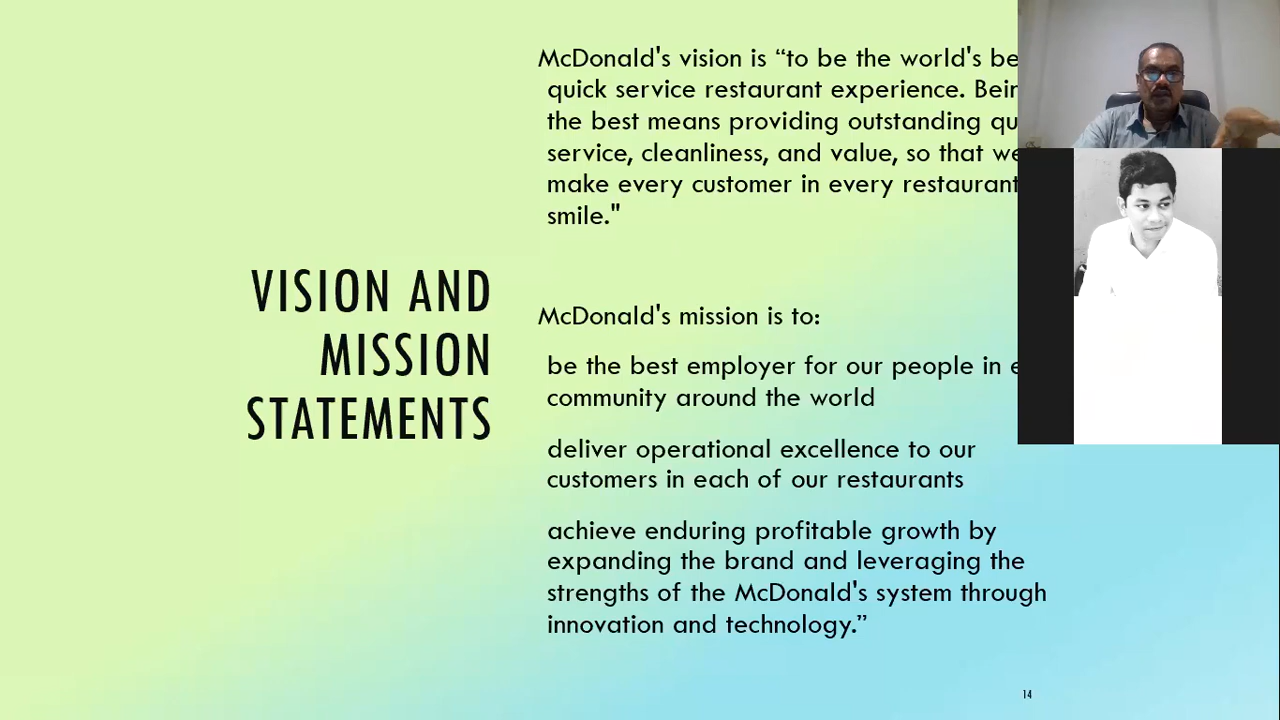 VISION AND
MISSION
STATEMENTS
McDonald's vision is “to be the world's
quick service restaurant experience.
the best means providing outstanding
service, cleanliness, and value, so that
make every customer in every restaurant
smile."
McDonald's mission is to:
be the best employer for our people in
community around the world
deliver operational excellence to our
customers in each of our restaurants
achieve enduring profitable growth by
expanding the brand and leveraging the
strengths of the McDonald's system through
innovation and technology.”
14